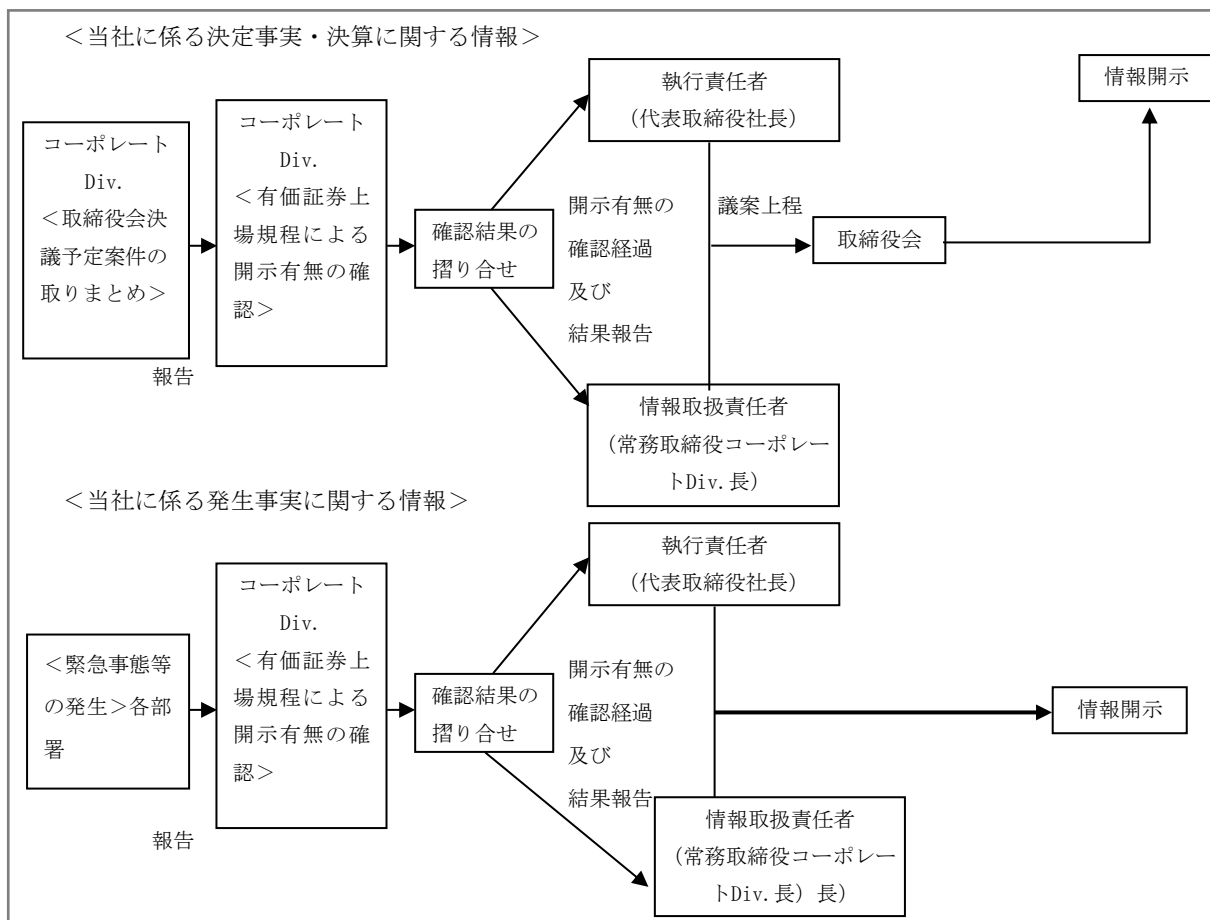 ＜当社に係る決定事実・決算に関する情報＞
コーポレート
Div.
＜取締役会決
議予定案件の
取りまとめ＞
報告
コーポレート
Div.
＜有価証券上
場規程による
開示有無の確
認＞
確認結果の
摺り合せ
執行責任者
（代表取締役社長）
開示有無の
確認経過
及び
結果報告
情報取扱責任者
（常務取締役コーポレー
トDiv.長）
議案上程
取締役会
情報開示
＜当社に係る発生事実に関する情報＞
＜緊急事態等
の発生＞各部
署
報告
コーポレート
Div.
＜有価証券上
場規程による
開示有無の確
認＞
確認結果の
摺り合せ
執行責任者
（代表取締役社長）
開示有無の
確認経過
及び
結果報告
情報取扱責任者
（常務取締役コーポレー
トDiv.長）長）
情報開示